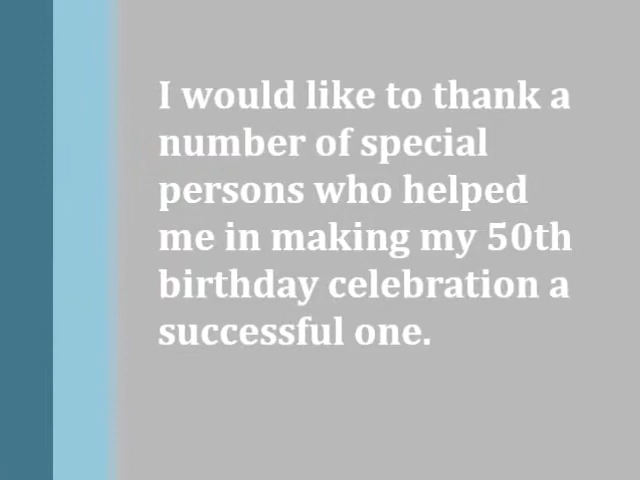 I would like to thank a
number of special
persons who helped
me in making my 50th
birthday celebration a
successful one.